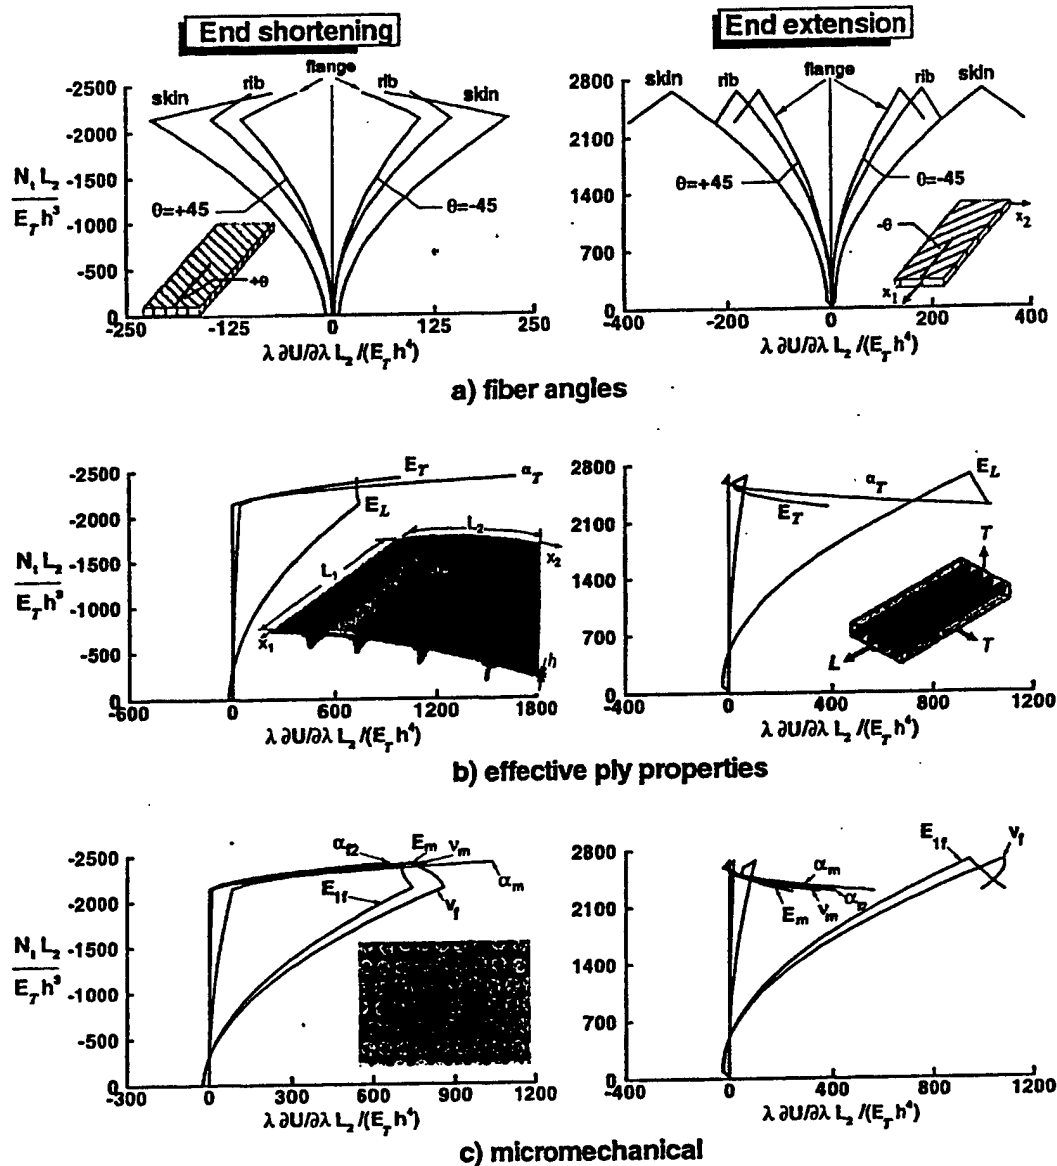 End shortening
End extension
-2500
-2000
-1500
-1000
-500
0
N₁ L₂
E_T h³
skin
rib
flange
rib
skin
θ=+45
θ=-45
+θ
-250
-125
0
125
250
λ ∂U/∂λ L₂ /(E_T h⁴)
2800
2100
1400
700
0
skin
rib
flange
rib
skin
θ=+45
θ=-45
-θ
x₂
x₁
-400
-200
0
200
400
λ ∂U/∂λ L₂ /(E_T h⁴)
a) fiber angles
-2500
-2000
-1500
-1000
-500
0
N₁ L₂
E_T h³
E_T
α_T
E_L
L₂
L₁
x₂
x₁
h
-600
0
600
1200
1800
λ ∂U/∂λ L₂ /(E_T h⁴)
2800
2100
1400
700
0
E_L
α_T
E_T
T
L
T
-400
0
400
800
1200
λ ∂U/∂λ L₂ /(E_T h⁴)
b) effective ply properties
-2500
-2000
-1500
-1000
-500
0
N₁ L₂
E_T h³
α_f2
E_m
ν_m
α_m
E_1f
ν_f
-300
0
300
600
900
1200
λ ∂U/∂λ L₂ /(E_T h⁴)
2800
2100
1400
700
0
E_1f
ν_f
α_m
α_f2
E_m
ν_m
-400
0
400
800
1200
λ ∂U/∂λ L₂ /(E_T h⁴)
c) micromechanical